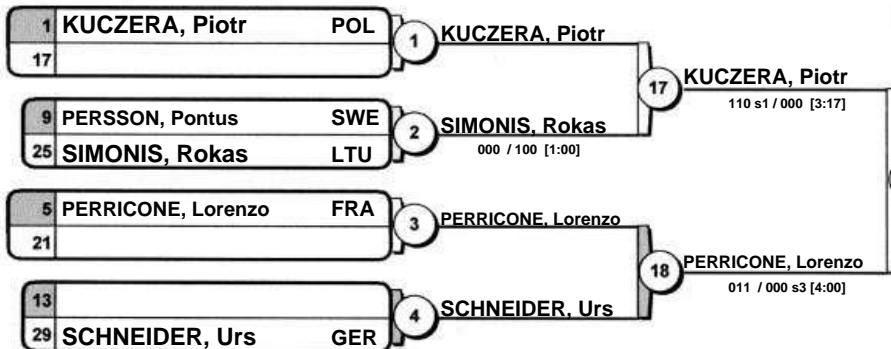 1 KUCZERA, Piotr POL
17
1 KUCZERA, Piotr
9 PERSSON, Pontus SWE
25 SIMONIS, Rokas LTU
2 SIMONIS, Rokas
000 / 100 [1:00]
17 KUCZERA, Piotr
110 s1 / 000 [3:17]
5 PERRICONE, Lorenzo FRA
21
3 PERRICONE, Lorenzo
13
29 SCHNEIDER, Urs GER
4 SCHNEIDER, Urs
18 PERRICONE, Lorenzo
011 / 000 s3 [4:00]